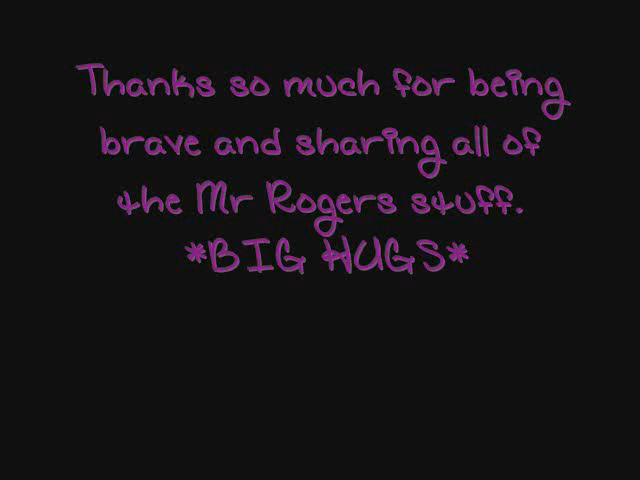 Thanks so much for being
brave and sharing all of
the Mr Rogers stuff.
*BIG HUGS*